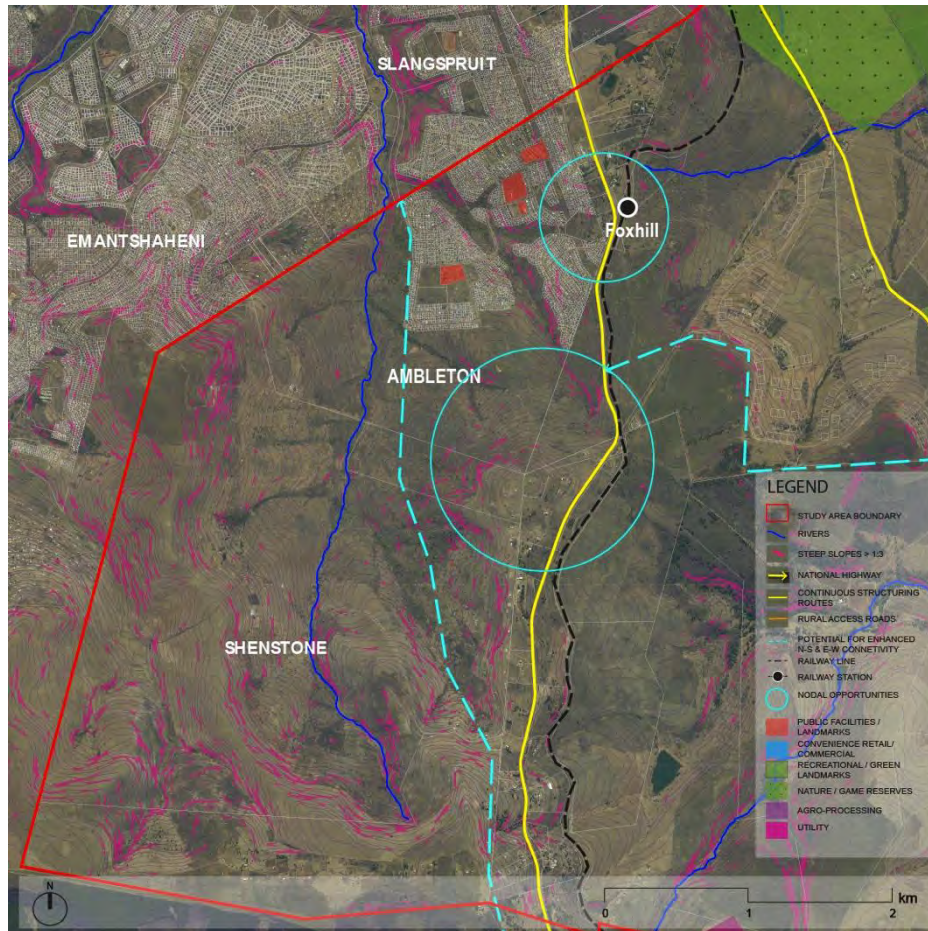 SLANGSPRUIT
EMANTSHAHENI
Foxhill
AMBLETON
SHENSTONE
LEGEND
STUDY AREA BOUNDARY
RIVERS
STEEP SLOPES > 1:3
NATIONAL HIGHWAY
CONTINUOUS STRUCTURING
ROUTES
RURAL ACCESS ROADS
POTENTIAL FOR ENHANCED
N-S & E-W CONNETIVITY
RAILWAY LINE
RAILWAY STATION
NODAL OPPORTUNITIES
PUBLIC FACILITIES /
LANDMARKS
CONVENIENCE RETAIL/
COMMERCIAL
RECREATIONAL / GREEN
LANDMARKS
NATURE / GAME RESERVES
AGRO-PROCESSING
UTILITY
N
km
0 1 2